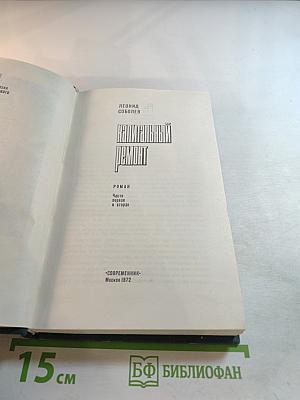 ЛЕОНИД
СОБОЛЕВ
капитальный
ремонт
РОМАН
Части
первая
и вторая
«СОВРЕМЕННИК»
Москва 1972
15 см
БФ БИБЛИОФАН